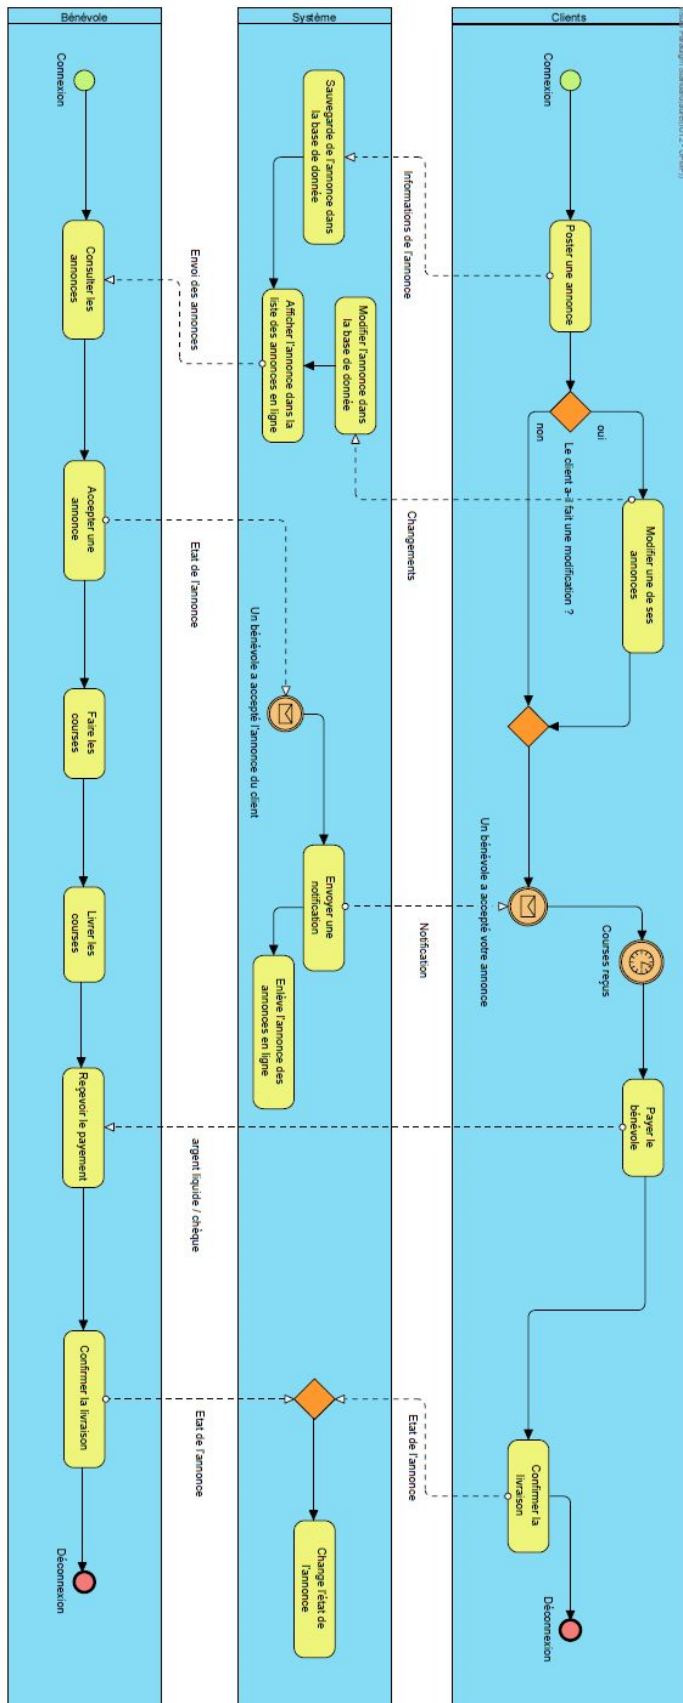 Clients
Connexion
Poster une annonce
oui
non
Le client a-il fait une modification ?
Modifier une de ses
annonces
Un bénévole a accepté votre annonce
Courses reçus
Payer le
bénévole
Confirmer la
livraison
Déconnexion
Informations de l'annonce
Changements
Notification
Etat de l'annonce
Système
Sauvegarde de l'annonce dans
la base de donnée
Modifier l'annonce dans
la base de donnée
Afficher l'annonce dans la
liste des annonces en ligne
Un bénévole a accepté l'annonce du client
Envoyer une
notification
Enlève l'annonce des
annonces en ligne
Change l'état de
l'annonce
Envoi des annonces
Etat de l'annonce
argent liquide / chèque
Etat de l'annonce
Bénévole
Connexion
Consulter les
annonces
Accepter une
annonce
Faire les
courses
Livrer les
courses
Reçevoir le payement
Confirmer la livraison
Déconnexion